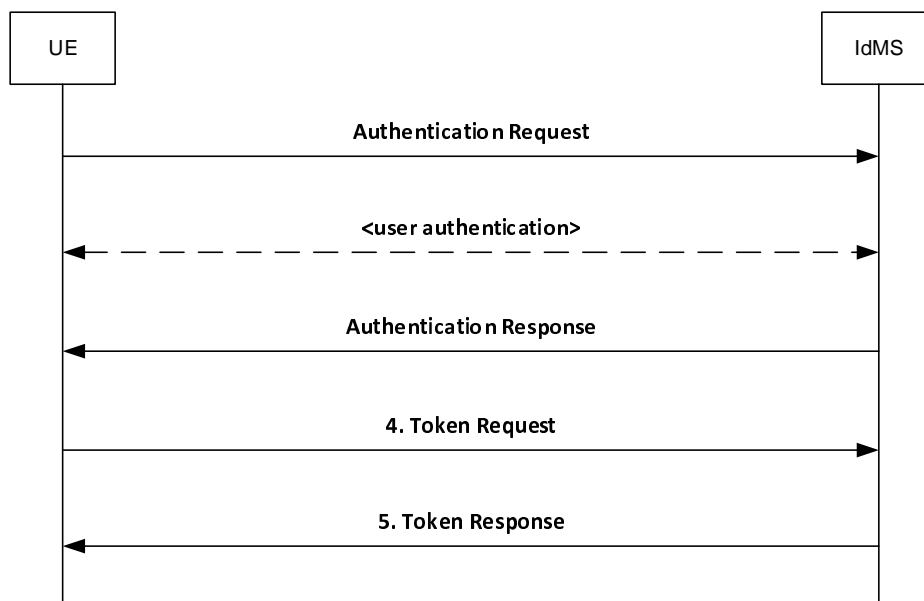 UE
IdMS
Authentication Request
<user authentication>
Authentication Response
4. Token Request
5. Token Response